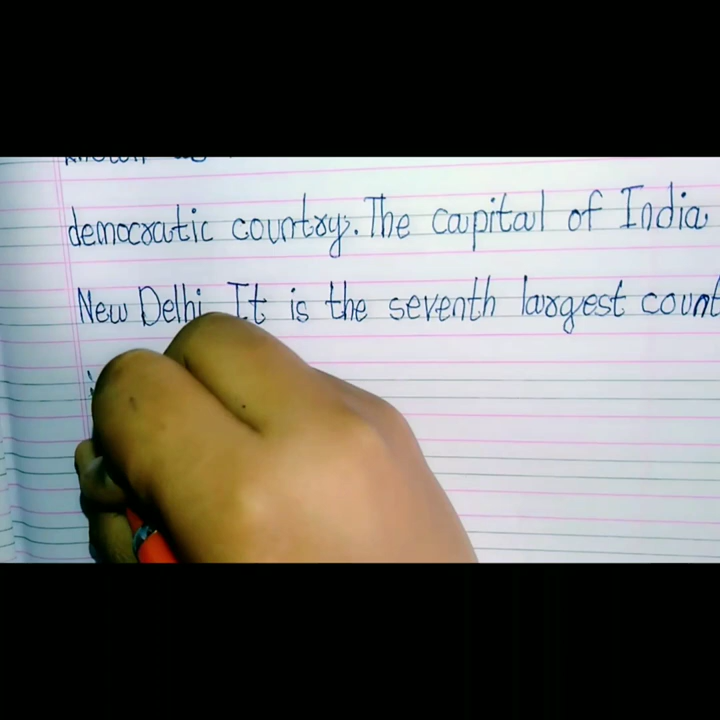 democratic country. The capital of India
New Delhi. It is the seventh largest count